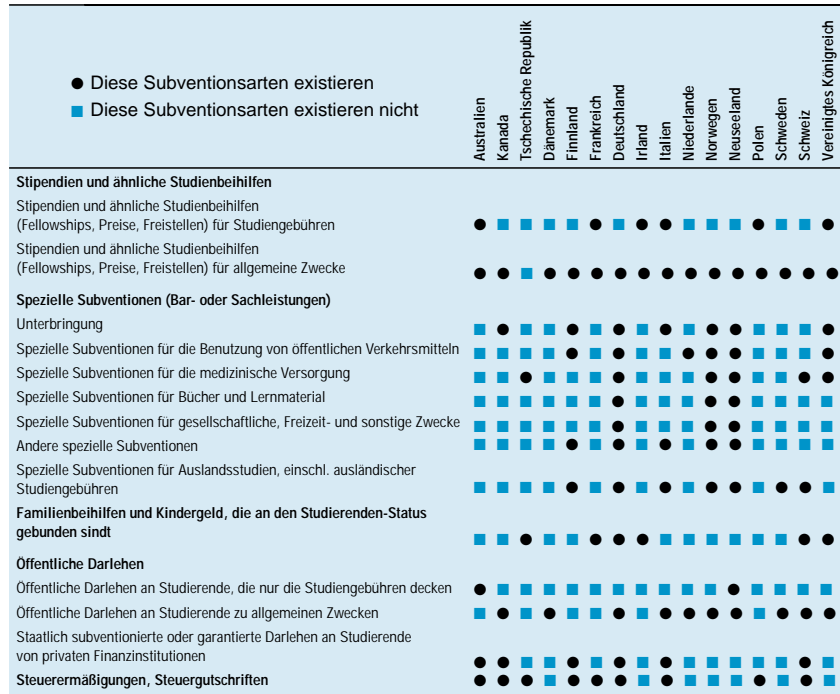 ● Diese Subventionsarten existieren
■ Diese Subventionsarten existieren nicht
Australien
Kanada
Tschechische Republik
Dänemark
Finnland
Frankreich
Deutschland
Irland
Italien
Niederlande
Norwegen
Neuseeland
Polen
Schweden
Schweiz
Vereinigtes Königreich
Stipendien und ähnliche Studienbeihilfen
Stipendien und ähnliche Studienbeihilfen
(Fellowships, Preise, Freistellen) für Studiengebühren
Stipendien und ähnliche Studienbeihilfen
(Fellowships, Preise, Freistellen) für allgemeine Zwecke
Spezielle Subventionen (Bar- oder Sachleistungen)
Unterbringung
Spezielle Subventionen für die Benutzung von öffentlichen Verkehrsmitteln
Spezielle Subventionen für die medizinische Versorgung
Spezielle Subventionen für Bücher und Lernmaterial
Spezielle Subventionen für gesellschaftliche, Freizeit- und sonstige Zwecke
Andere spezielle Subventionen
Spezielle Subventionen für Auslandsstudien, einschl. ausländischer
Studiengebühren
Familienbeihilfen und Kindergeld, die an den Studierenden-Status
gebunden sindt
Öffentliche Darlehen
Öffentliche Darlehen an Studierende, die nur die Studiengebühren decken
Öffentliche Darlehen an Studierende zu allgemeinen Zwecken
Staatlich subventionierte oder garantierte Darlehen an Studierende
von privaten Finanzinstitutionen
Steuerermäßigungen, Steuergutschriften